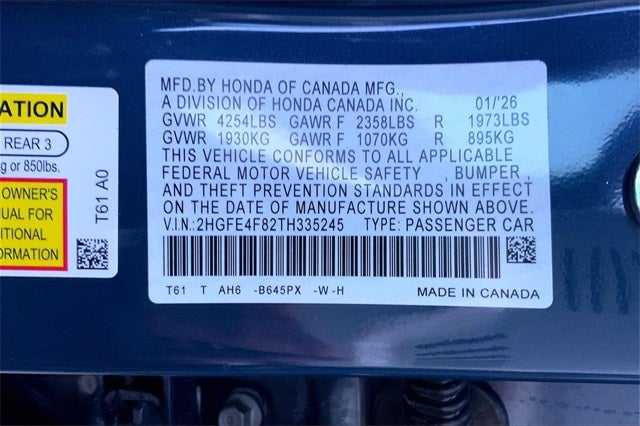 ATION
REAR 3
g or 850lbs.
OWNER'S
NUAL FOR
ITIONAL
FORMATION
T61 A0
MFD.BY HONDA OF CANADA MFG.,
A DIVISION OF HONDA CANADA INC. 01/'26
GVWR 4254LBS GAWR F 2358LBS R 1973LBS
GVWR 1930KG GAWR F 1070KG R 895KG
THIS VEHICLE CONFORMS TO ALL APPLICABLE
FEDERAL MOTOR VEHICLE SAFETY , BUMPER ,
AND THEFT PREVENTION STANDARDS IN EFFECT
ON THE DATE OF MANUFACTURE SHOWN ABOVE.
V.I.N.:2HGFE4F82TH335245 TYPE: PASSENGER CAR
T61 T AH6 -B645PX -W-H MADE IN CANADA